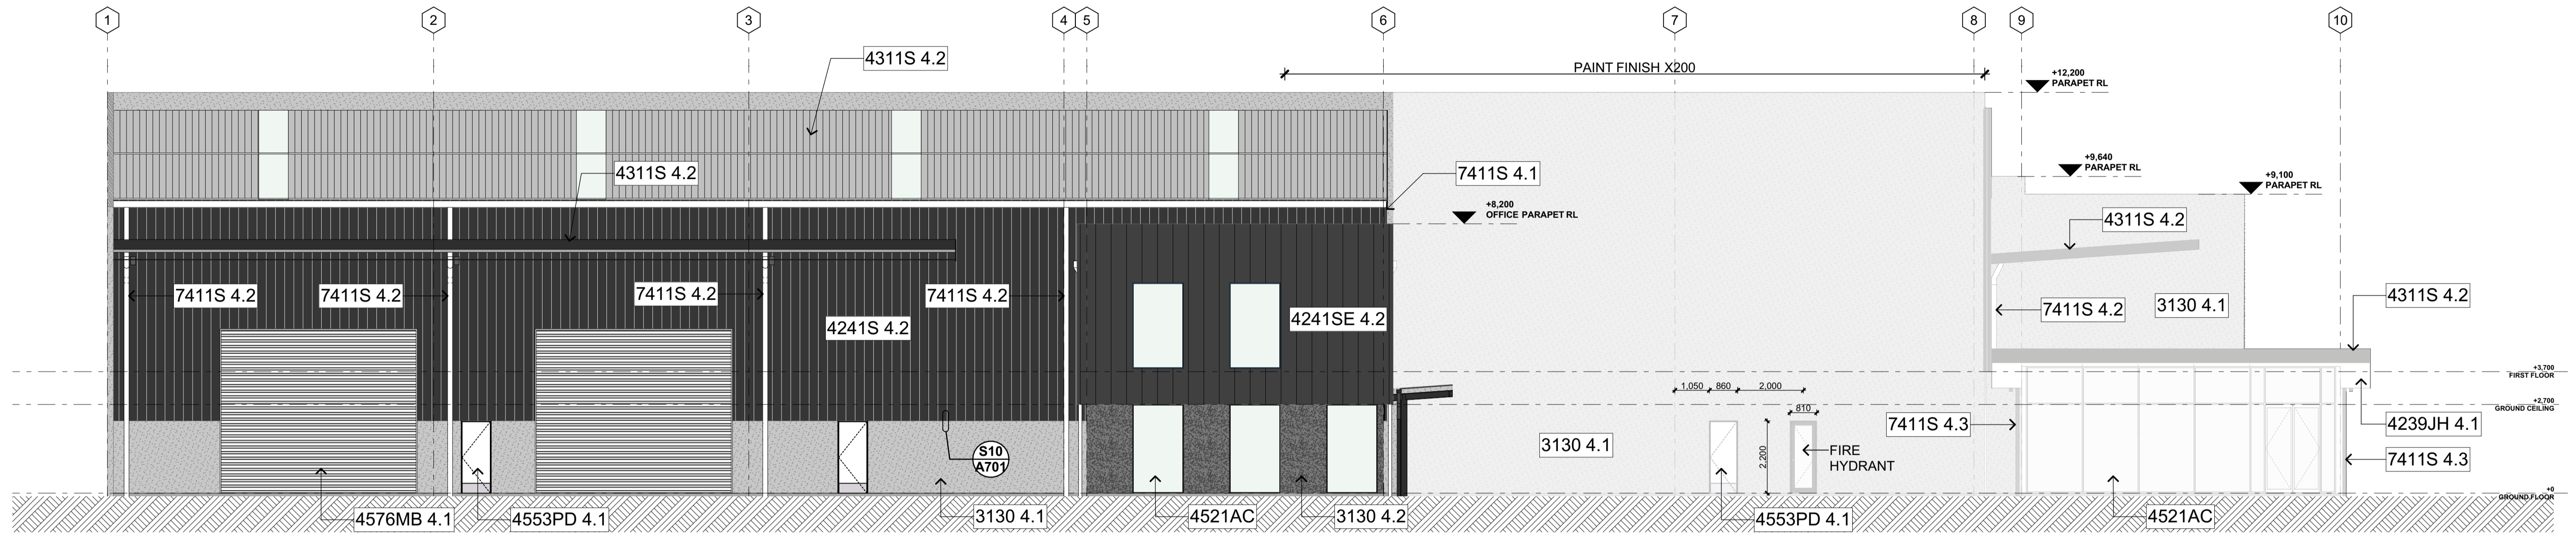 1
2
3
4
5
6
7
8
9
10
4311S 4.2
PAINT FINISH X200
+12,200
PARAPET RL
4311S 4.2
7411S 4.1
+9,640
PARAPET RL
+9,100
PARAPET RL
+8,200
OFFICE PARAPET RL
4311S 4.2
7411S 4.2
7411S 4.2
7411S 4.2
7411S 4.2
4241S 4.2
4241SE 4.2
7411S 4.2
3130 4.1
4311S 4.2
+3,700
FIRST FLOOR
1,050
860
2,000
810
+2,700
GROUND CEILING
7411S 4.3
4239JH 4.1
S10
A701
3130 4.1
2,200
FIRE
HYDRANT
7411S 4.3
+0
GROUND FLOOR
4576MB 4.1
4553PD 4.1
3130 4.1
4521AC
3130 4.2
4553PD 4.1
4521AC